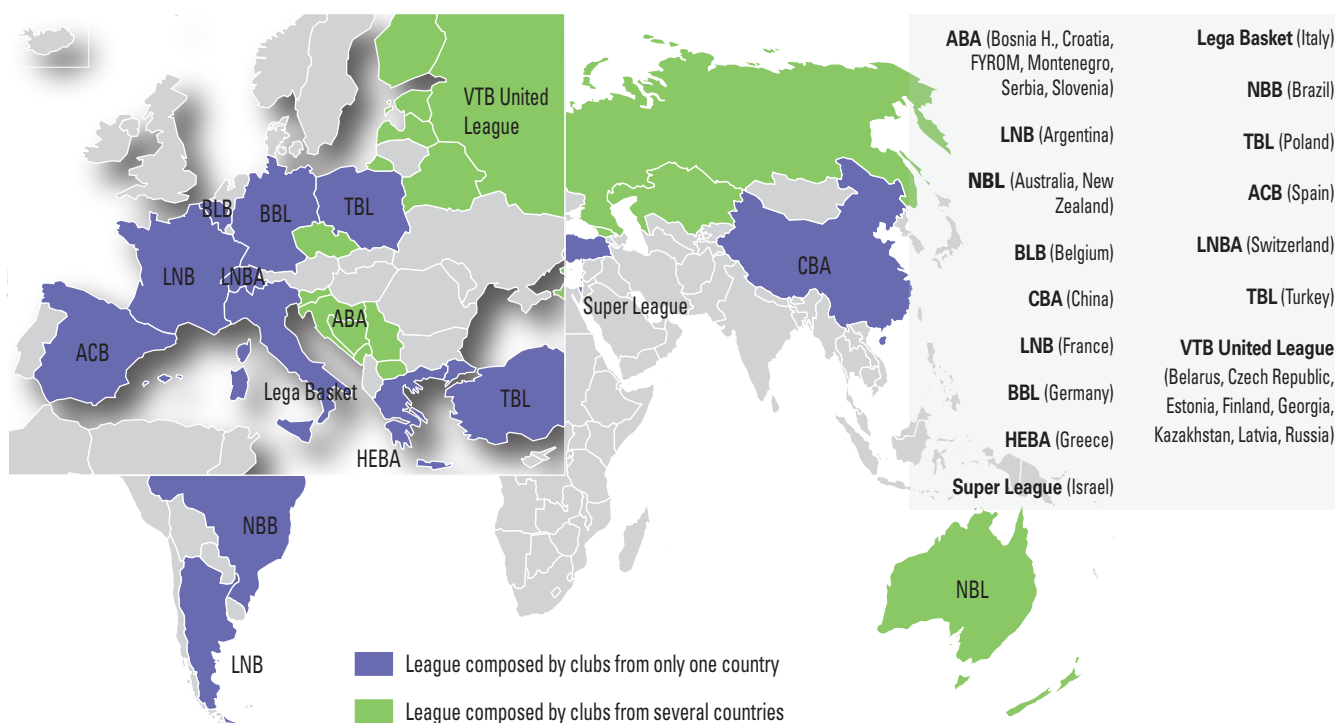 VTB United
League
BLB
BBL
TBL
LNB
LNBA
ACB
ABA
Lega Basket
TBL
HEBA
Super League
CBA
NBB
LNB
NBL
ABA (Bosnia H., Croatia,
FYROM, Montenegro,
Serbia, Slovenia)
LNB (Argentina)
NBL (Australia, New
Zealand)
BLB (Belgium)
CBA (China)
LNB (France)
BBL (Germany)
HEBA (Greece)
Super League (Israel)
Lega Basket (Italy)
NBB (Brazil)
TBL (Poland)
ACB (Spain)
LNBA (Switzerland)
TBL (Turkey)
VTB United League
(Belarus, Czech Republic,
Estonia, Finland, Georgia,
Kazakhstan, Latvia, Russia)
League composed by clubs from only one country
League composed by clubs from several countries